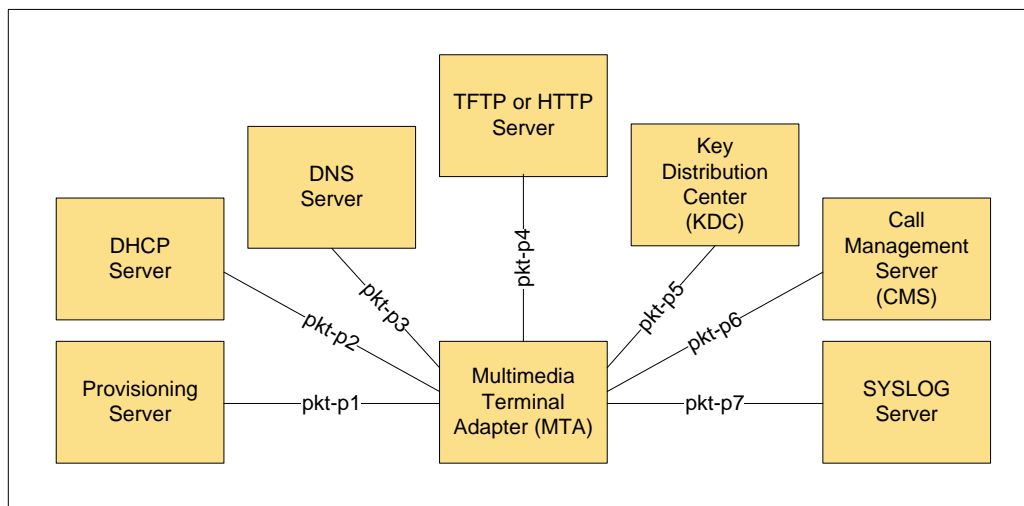 TFTP or HTTP
Server
DNS
Server
Key
Distribution
Center
(KDC)
DHCP
Server
Call
Management
Server
(CMS)
pkt-p4
pkt-p3
pkt-p5
pkt-p2
pkt-p6
Provisioning
Server
pkt-p1
Multimedia
Terminal
Adapter (MTA)
pkt-p7
SYSLOG
Server